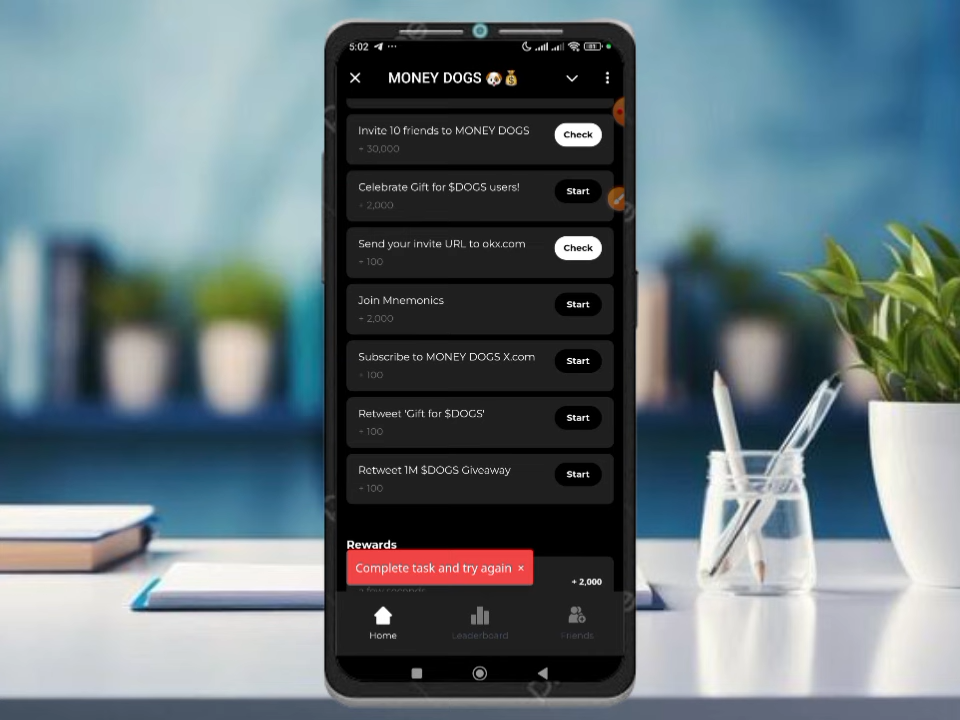 5:02
81
MONEY DOGS
Invite 10 friends to MONEY DOGS
+ 30,000
Check
Celebrate Gift for $DOGS users!
+ 2,000
Start
Send your invite URL to okx.com
+ 100
Check
Join Mnemonics
+ 2,000
Start
Subscribe to MONEY DOGS X.com
+ 100
Start
Retweet 'Gift for $DOGS'
+ 100
Start
Retweet 1M $DOGS Giveaway
+ 100
Start
Rewards
Complete task and try again ×
+ 2,000
a few seconds
Home
Leaderboard
Friends